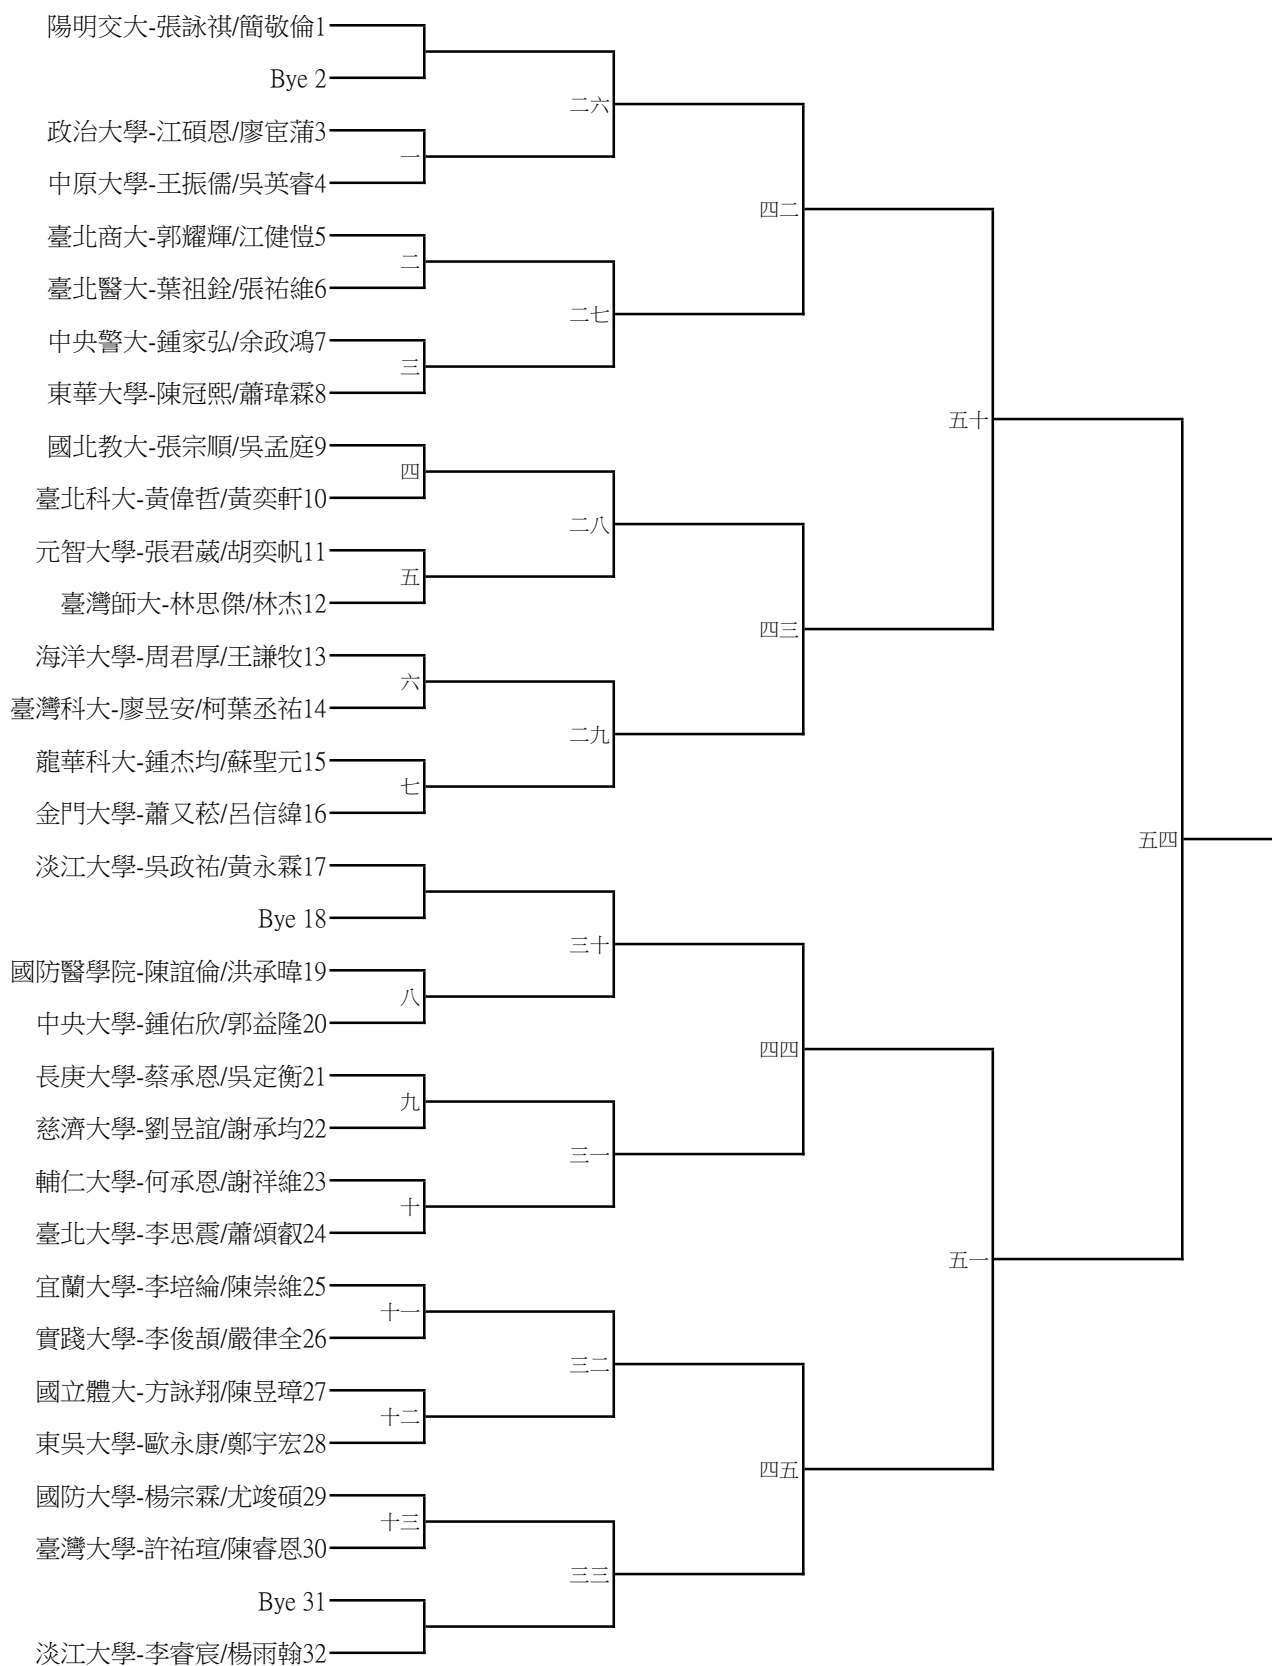 陽明交大-張詠祺/簡敬倫1
Bye 2
二六
政治大學-江碩恩/廖宦蒲3
一
中原大學-王振儒/吳英睿4
四二
臺北商大-郭耀輝/江健愷5
二
臺北醫大-葉祖銓/張祐維6
二七
中央警大-鍾家弘/余政鴻7
三
東華大學-陳冠熙/蕭瑋霖8
五十
國北教大-張宗順/吳孟庭9
四
臺北科大-黃偉哲/黃奕軒10
二八
元智大學-張君葳/胡奕帆11
五
臺灣師大-林思傑/林杰12
四三
海洋大學-周君厚/王謙牧13
六
臺灣科大-廖昱安/柯葉丞祐14
二九
龍華科大-鍾杰均/蘇聖元15
七
金門大學-蕭又菘/呂信緯16
五四
淡江大學-吳政祐/黃永霖17
Bye 18
三十
國防醫學院-陳誼倫/洪承暐19
八
中央大學-鍾佑欣/郭益隆20
四四
長庚大學-蔡承恩/吳定衡21
九
慈濟大學-劉昱誼/謝承均22
三一
輔仁大學-何承恩/謝祥維23
十
臺北大學-李思震/蕭頌叡24
五一
宜蘭大學-李培綸/陳崇維25
十一
實踐大學-李俊頡/嚴律全26
三二
國立體大-方詠翔/陳昱璋27
十二
東吳大學-歐永康/鄭宇宏28
四五
國防大學-楊宗霖/尤竣碩29
十三
臺灣大學-許祐瑄/陳睿恩30
三三
Bye 31
淡江大學-李睿宸/楊雨翰32